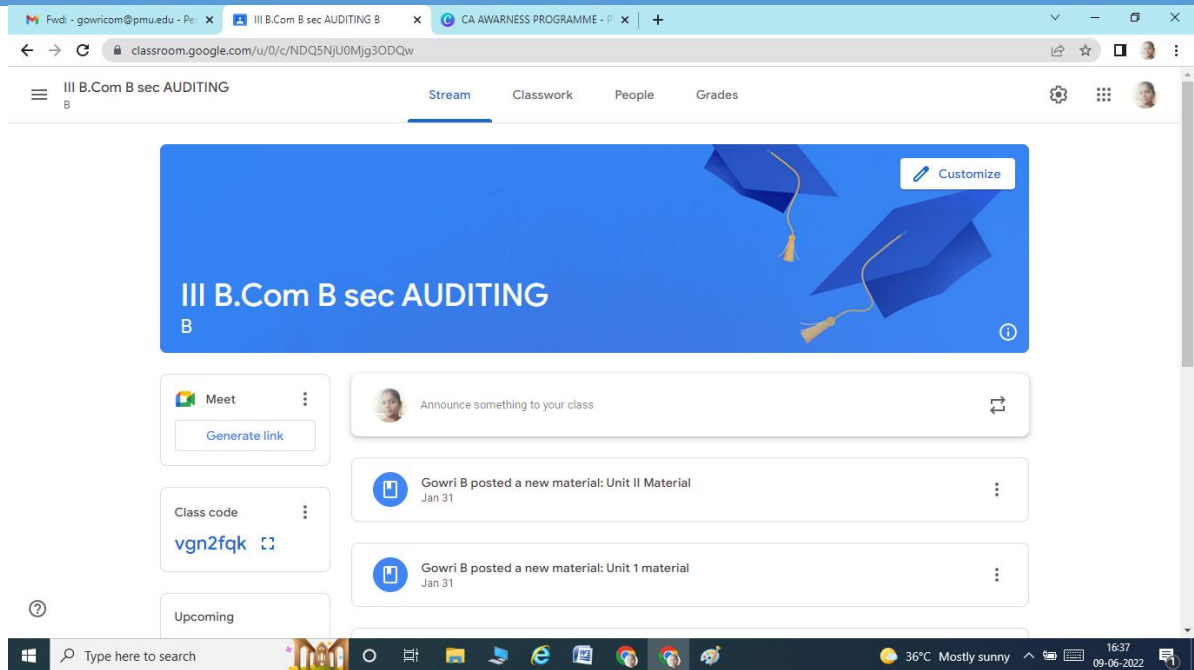 Fwd: - gowricom@pmu.edu - Per
III B.Com B sec AUDITING B
CA AWARNESS PROGRAMME - P
classroom.google.com/u/0/c/NDQ5NjU0Mjg3ODQw
III B.Com B sec AUDITING
B
Stream Classwork People Grades
Customize
III B.Com B sec AUDITING
B
Meet
Generate link
Announce something to your class
Gowri B posted a new material: Unit II Material
Jan 31
Class code
vgn2fqk
Gowri B posted a new material: Unit 1 material
Jan 31
Upcoming
Type here to search
36°C Mostly sunny
16:37
09-06-2022